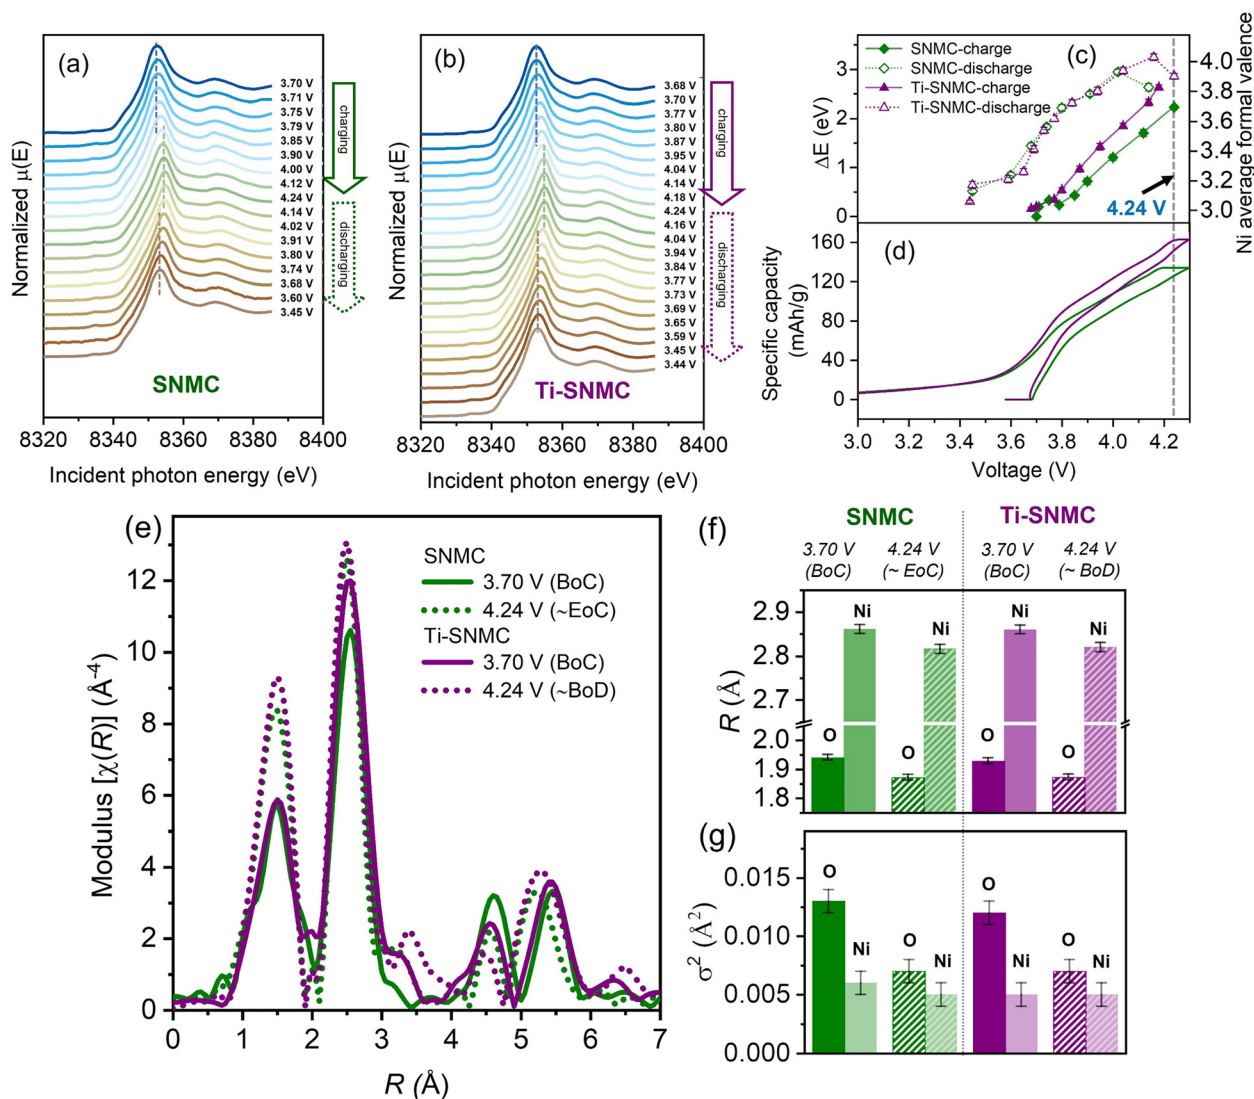 (a)
Normalized μ(E)
3.70 V
3.71 V
3.75 V
3.79 V
3.85 V
3.90 V
4.00 V
4.12 V
4.24 V
4.14 V
4.02 V
3.91 V
3.80 V
3.74 V
3.68 V
3.60 V
3.45 V
charging
discharging
SNMC
8320 8340 8360 8380 8400
Incident photon energy (eV)
(b)
Normalized μ(E)
3.68 V
3.70 V
3.77 V
3.80 V
3.87 V
3.95 V
4.04 V
4.14 V
4.18 V
4.24 V
4.16 V
4.04 V
3.94 V
3.84 V
3.77 V
3.73 V
3.69 V
3.65 V
3.59 V
3.45 V
3.44 V
charging
discharging
Ti-SNMC
8320 8340 8360 8380 8400
Incident photon energy (eV)
(c)
SNMC-charge
SNMC-discharge
Ti-SNMC-charge
Ti-SNMC-discharge
ΔE (eV)
3
2
1
0
Ni average formal valence
4.0
3.8
3.6
3.4
3.2
3.0
4.24 V
(d)
Specific capacity
(mAh/g)
160
120
80
40
0
3.0 3.2 3.4 3.6 3.8 4.0 4.2
Voltage (V)
(e)
SNMC
3.70 V (BoC)
4.24 V (~EoC)
Ti-SNMC
3.70 V (BoC)
4.24 V (~BoD)
Modulus [χ(R)] (Å-4)
12
10
8
6
4
2
0
0 1 2 3 4 5 6 7
R (Å)
(f)
SNMC Ti-SNMC
3.70 V 4.24 V 3.70 V 4.24 V
(BoC) (~ EoC) (BoC) (~ BoD)
R (Å)
2.9
2.8
2.7
2.0
1.9
1.8
Ni Ni Ni Ni
O O O O
(g)
σ2 (Å2)
0.015
0.010
0.005
0.000
O Ni O Ni O Ni O Ni